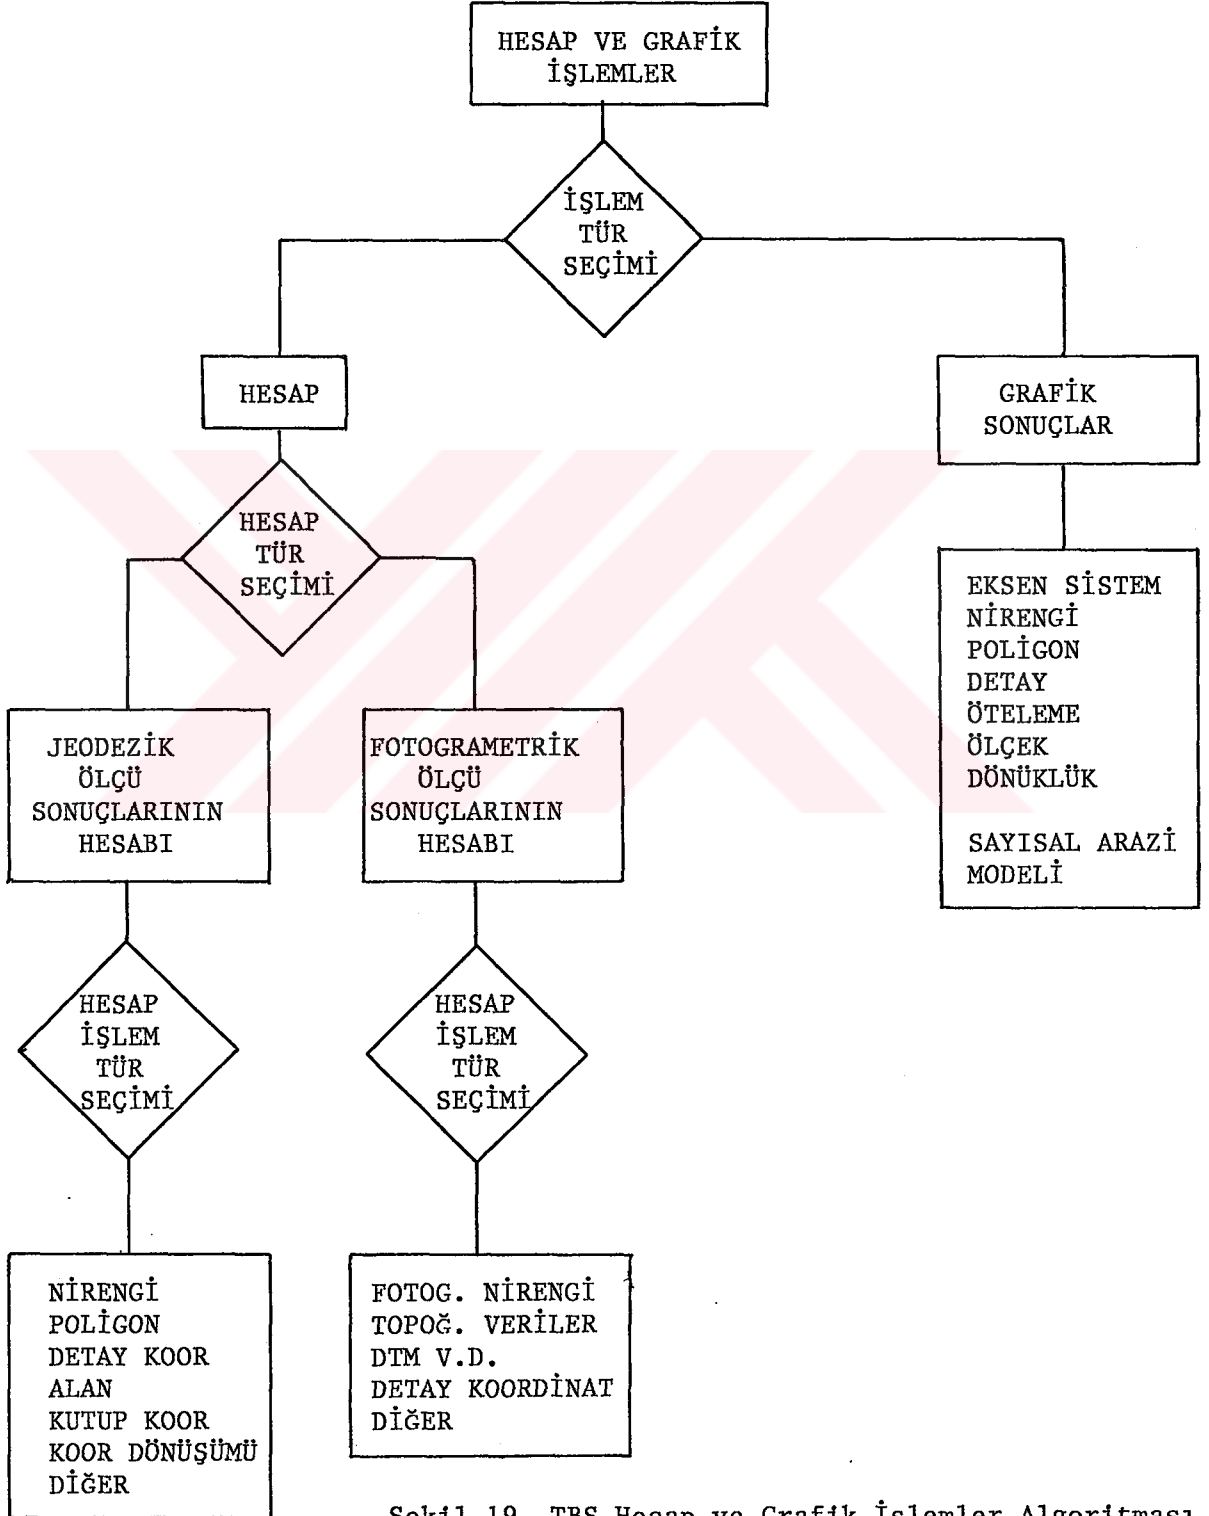 HESAP VE GRAFİK
İŞLEMLER
İŞLEM
TÜR
SEÇİMİ
HESAP
GRAFİK
SONUÇLAR
HESAP
TÜR
SEÇİMİ
EKSEN SİSTEM
NİRENGİ
POLİGON
DETAY
ÖTELEME
ÖLÇEK
DÖNÜKLÜK
SAYISAL ARAZİ
MODELİ
JEODEZİK
ÖLÇÜ
SONUÇLARININ
HESABI
FOTOGRAMETRİK
ÖLÇÜ
SONUÇLARININ
HESABI
HESAP
İŞLEM
TÜR
SEÇİMİ
HESAP
İŞLEM
TÜR
SEÇİMİ
NİRENGİ
POLİGON
DETAY KOOR
ALAN
KUTUP KOOR
KOOR DÖNÜŞÜMÜ
DİĞER
FOTOG. NİRENGİ
TOPOĞ. VERİLER
DTM V.D.
DETAY KOORDİNAT
DİĞER
Şekil 19. TBS Hesap ve Grafik İşlemler Algoritması